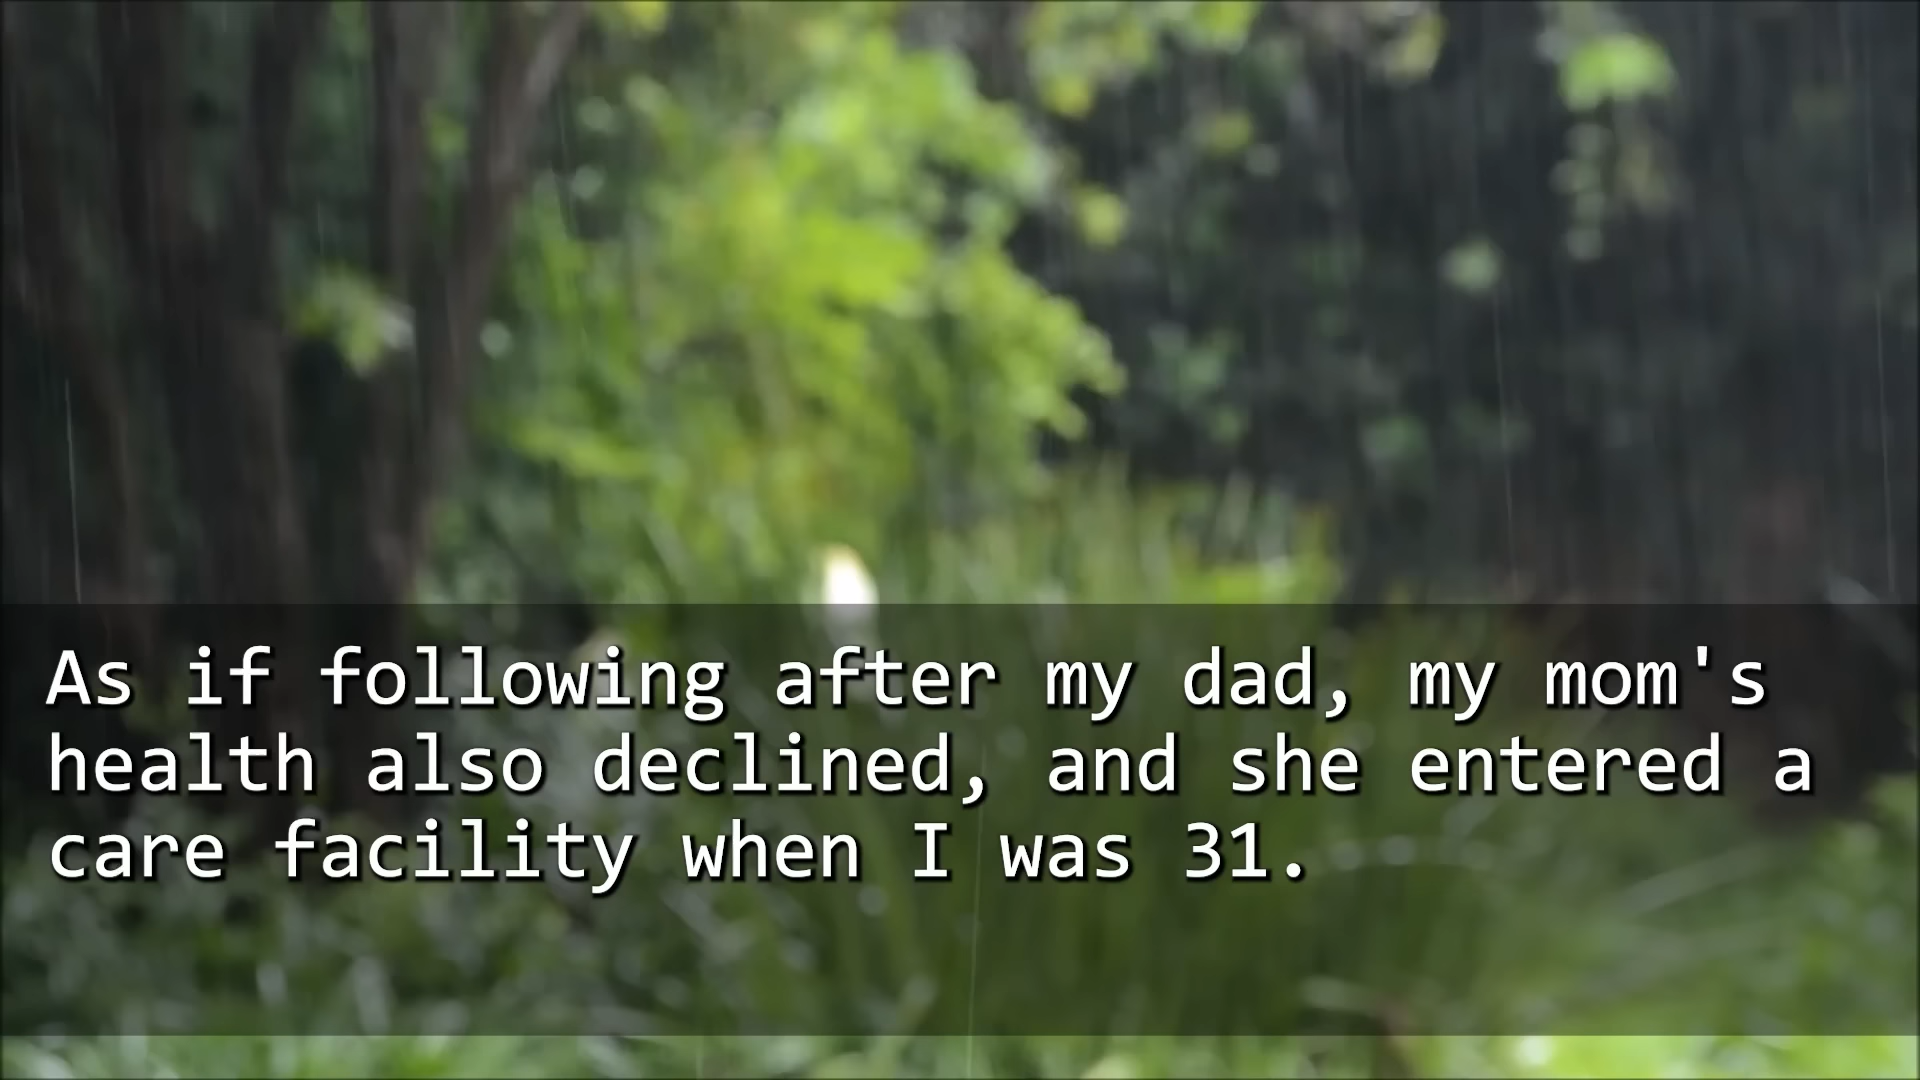 As if following after my dad, my mom's
health also declined, and she entered a
care facility when I was 31.